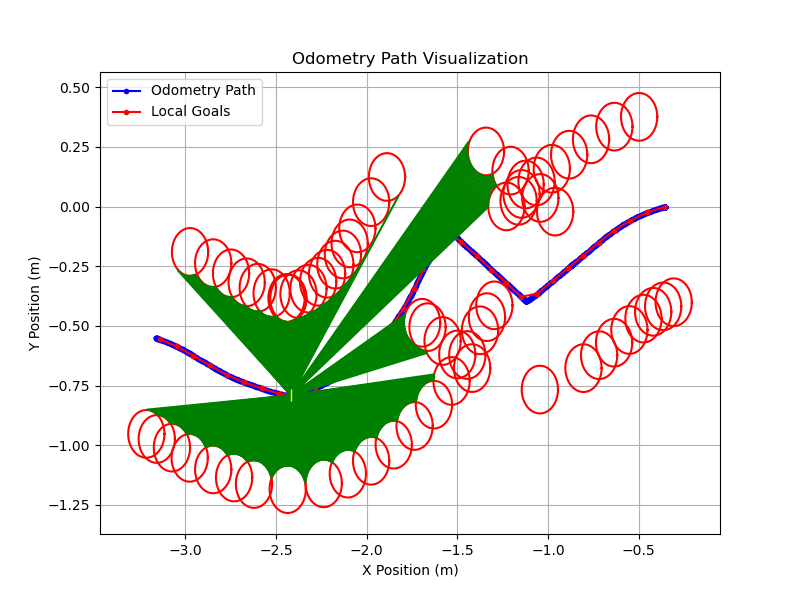 Odometry Path Visualization
Odometry Path
Local Goals
Y Position (m)
0.50
0.25
0.00
−0.25
−0.50
−0.75
−1.00
−1.25
−3.0
−2.5
−2.0
−1.5
−1.0
−0.5
X Position (m)